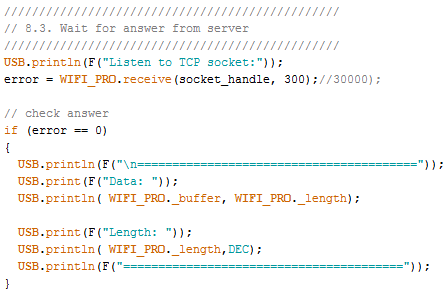 ////////////////////////////////////////////////
// 8.3. Wait for answer from server
////////////////////////////////////////////////
USB.println(F("Listen to TCP socket:"));
error = WIFI_PRO.receive(socket_handle, 300);//30000);

// check answer
if (error == 0)
{
  USB.println(F("\n========================================"));
  USB.print(F("Data: "));
  USB.println( WIFI_PRO._buffer, WIFI_PRO._length);

  USB.print(F("Length: "));
  USB.println( WIFI_PRO._length,DEC);
  USB.println(F("========================================"));
}